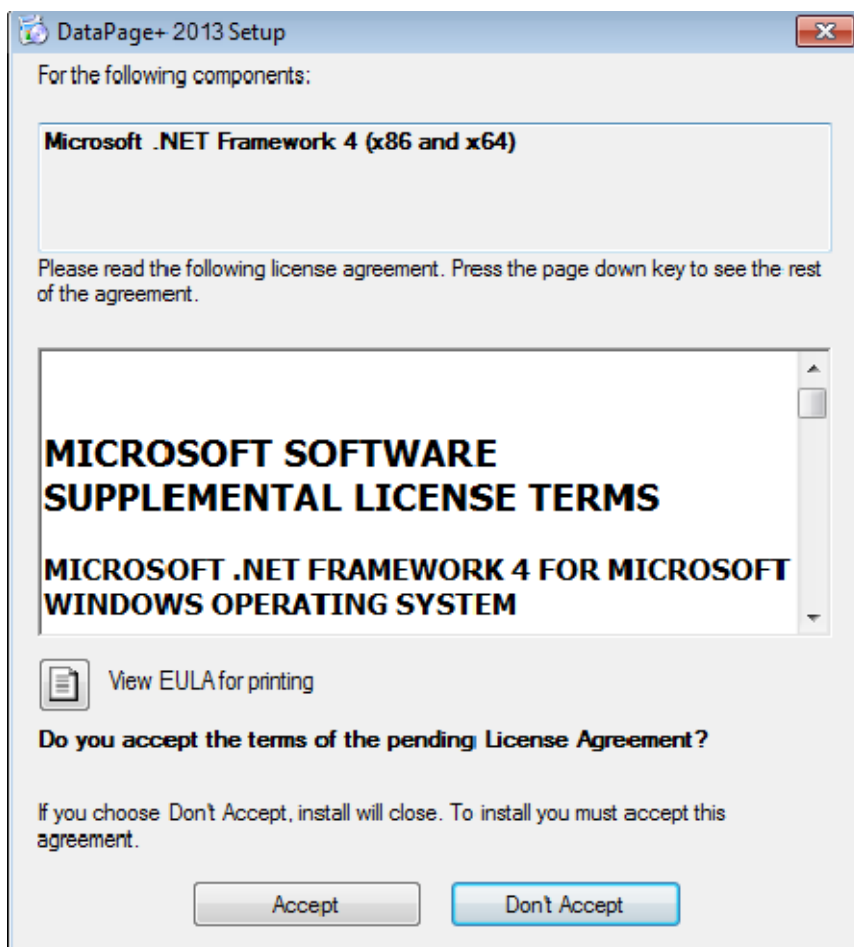 DataPage+ 2013 Setup
For the following components:
Microsoft .NET Framework 4 (x86 and x64)
Please read the following license agreement. Press the page down key to see the rest
of the agreement.
MICROSOFT SOFTWARE
SUPPLEMENTAL LICENSE TERMS
MICROSOFT .NET FRAMEWORK 4 FOR MICROSOFT
WINDOWS OPERATING SYSTEM
View EULA for printing
Do you accept the terms of the pending License Agreement?
If you choose Don't Accept, install will close. To install you must accept this
agreement.
Accept
Don't Accept